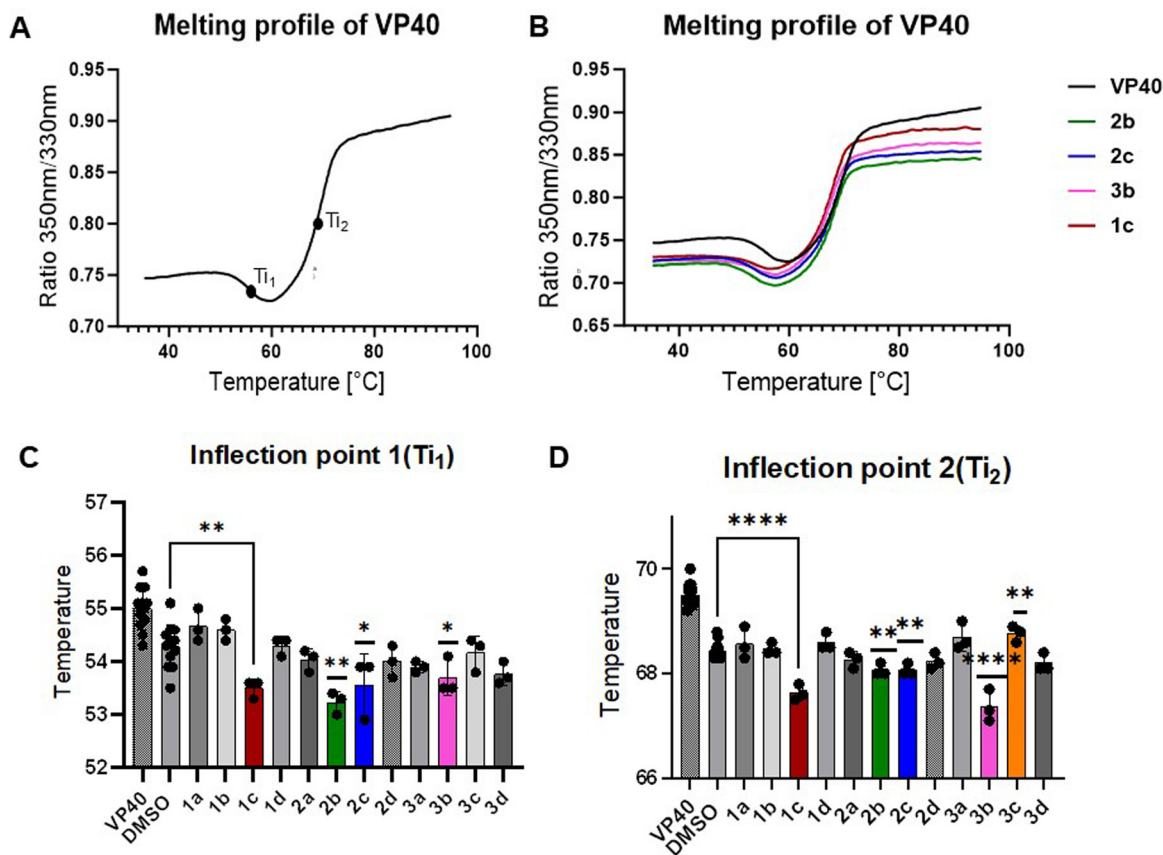 A
Melting profile of VP40
Ratio 350nm/330nm
0.95
0.90
0.85
0.80
0.75
0.70
Ti1
Ti2
40
60
80
100
Temperature [°C]
B
Melting profile of VP40
Ratio 350nm/330nm
0.95
0.90
0.85
0.80
0.75
0.70
0.65
40
60
80
100
Temperature [°C]
VP40
2b
2c
3b
1c
C
Inflection point 1(Ti1)
Temperature
57
56
55
54
53
52
**
**
*
*
VP40
DMSO
1a
1b
1c
1d
2a
2b
2c
2d
3a
3b
3c
3d
D
Inflection point 2(Ti2)
Temperature
70
68
66
****
**
**
****
**
VP40
DMSO
1a
1b
1c
1d
2a
2b
2c
2d
3a
3b
3c
3d